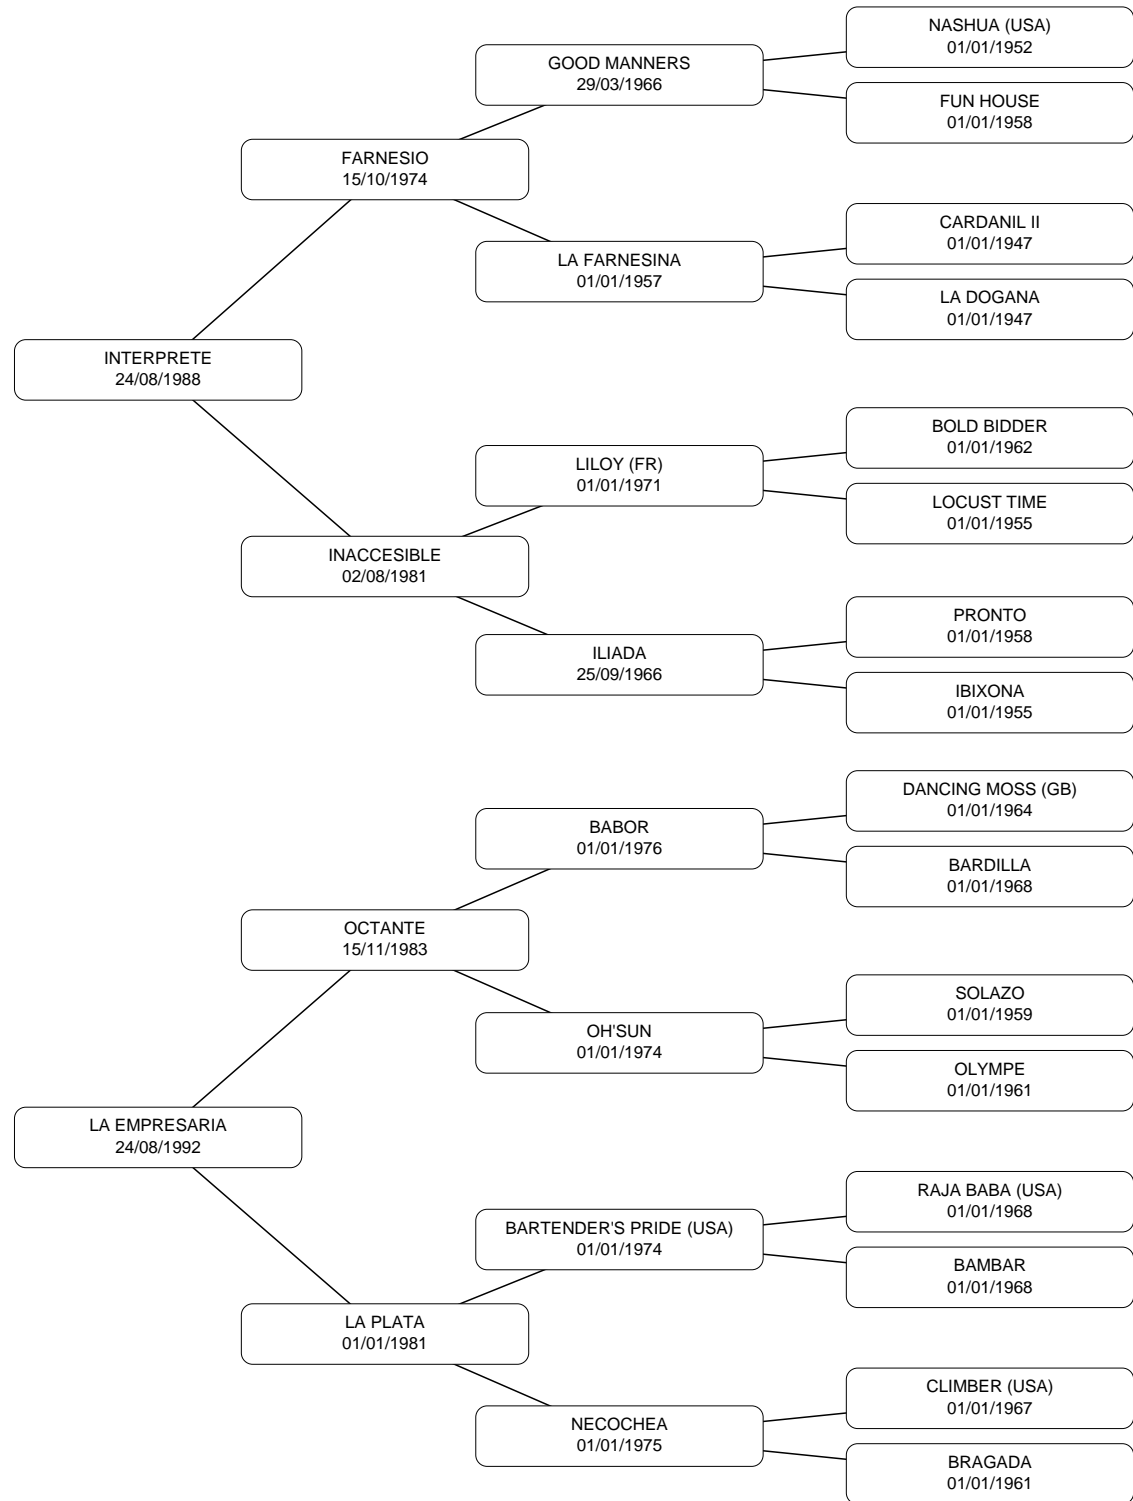 NASHUA (USA)
01/01/1952
GOOD MANNERS
29/03/1966
FUN HOUSE
01/01/1958
FARNESIO
15/10/1974
CARDANIL II
01/01/1947
LA FARNESINA
01/01/1957
LA DOGANA
01/01/1947
INTERPRETE
24/08/1988
BOLD BIDDER
01/01/1962
LILOY (FR)
01/01/1971
LOCUST TIME
01/01/1955
INACCESIBLE
02/08/1981
PRONTO
01/01/1958
ILIADA
25/09/1966
IBIXONA
01/01/1955
DANCING MOSS (GB)
01/01/1964
BABOR
01/01/1976
BARDILLA
01/01/1968
OCTANTE
15/11/1983
SOLAZO
01/01/1959
OH'SUN
01/01/1974
OLYMPE
01/01/1961
LA EMPRESARIA
24/08/1992
RAJA BABA (USA)
01/01/1968
BARTENDER'S PRIDE (USA)
01/01/1974
BAMBAR
01/01/1968
LA PLATA
01/01/1981
CLIMBER (USA)
01/01/1967
NECOCHEA
01/01/1975
BRAGADA
01/01/1961